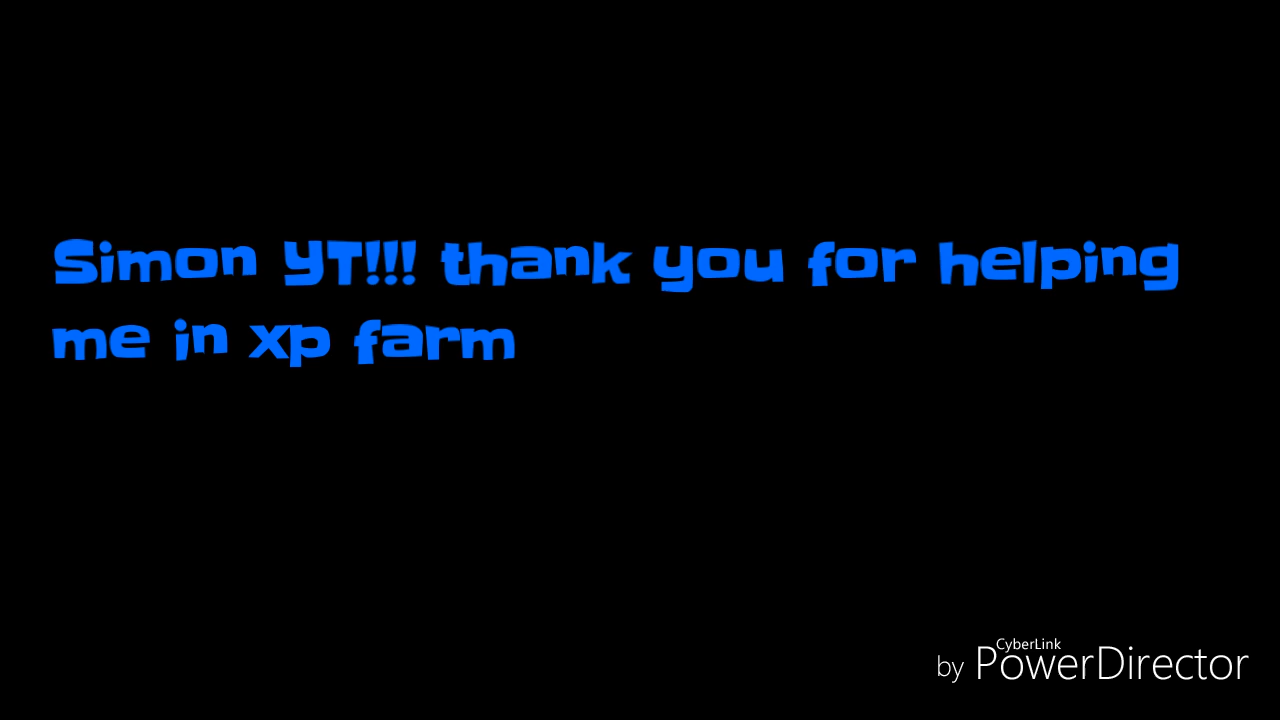 Simon YT!!! thank you for helping
me in xp farm
by CyberLink PowerDirector